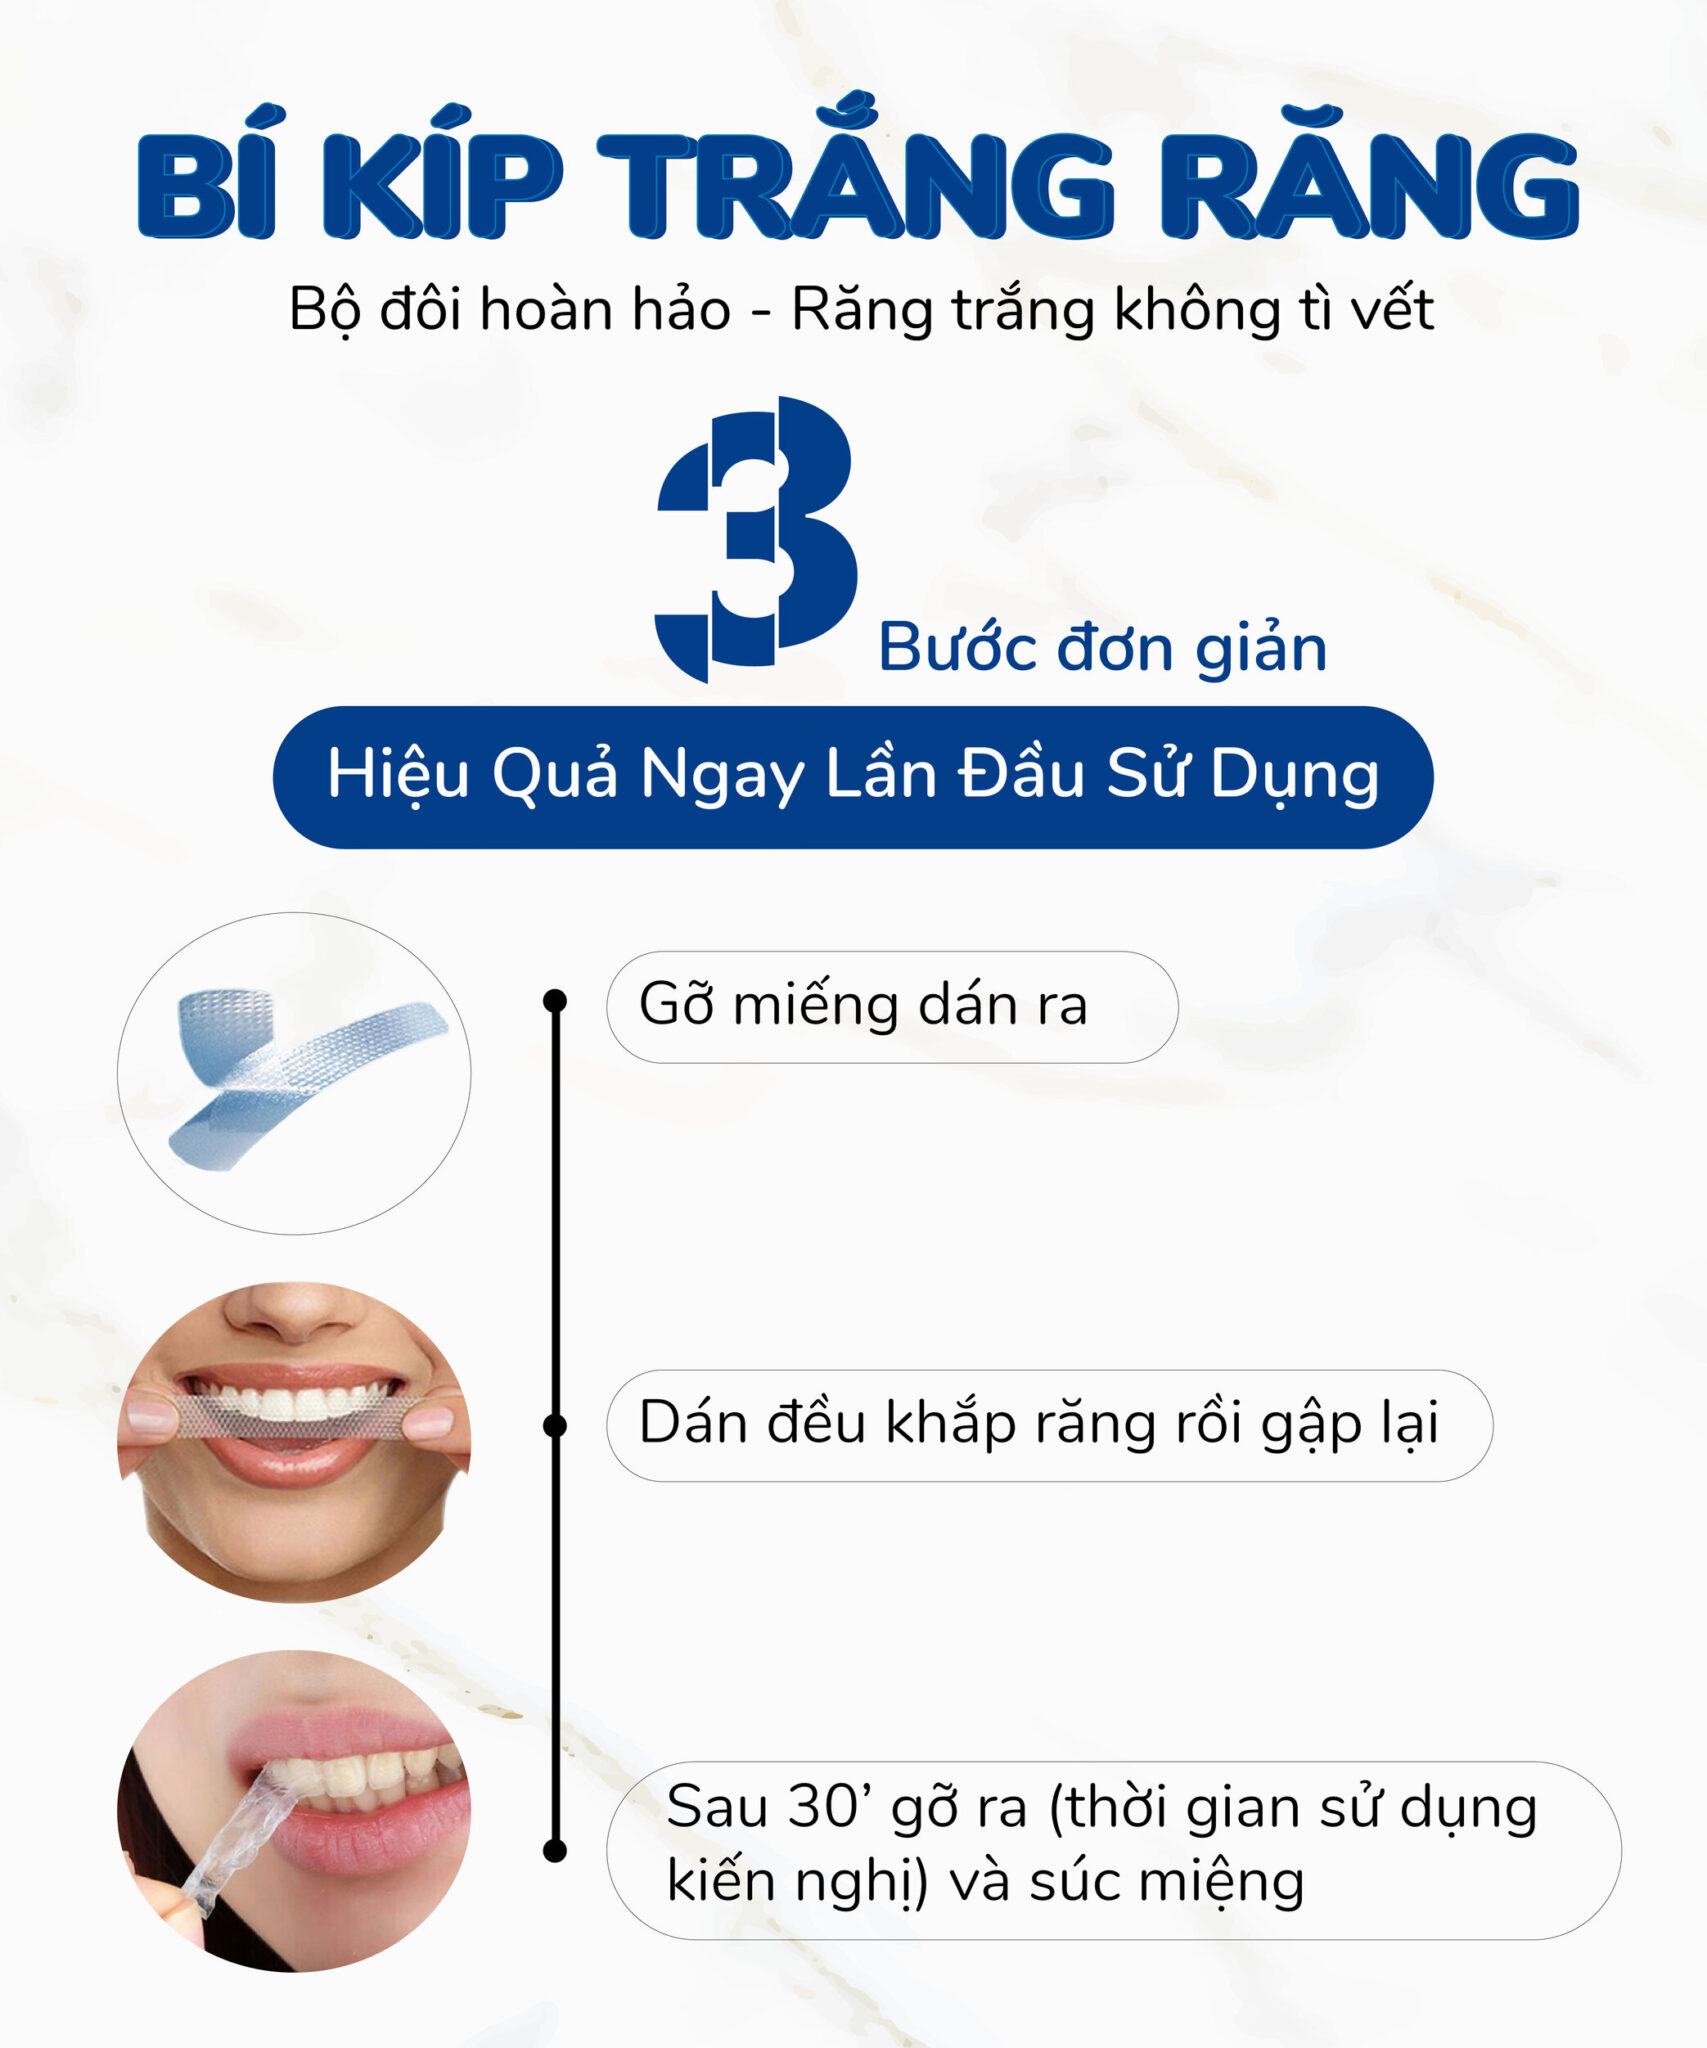 BÍ KÍP TRẮNG RĂNG
Bộ đôi hoàn hảo - Răng trắng không tì vết
3 Bước đơn giản
Hiệu Quả Ngay Lần Đầu Sử Dụng
Gỡ miếng dán ra
Dán đều khắp răng rồi gập lại
Sau 30’ gỡ ra (thời gian sử dụng
kiến nghị) và súc miệng